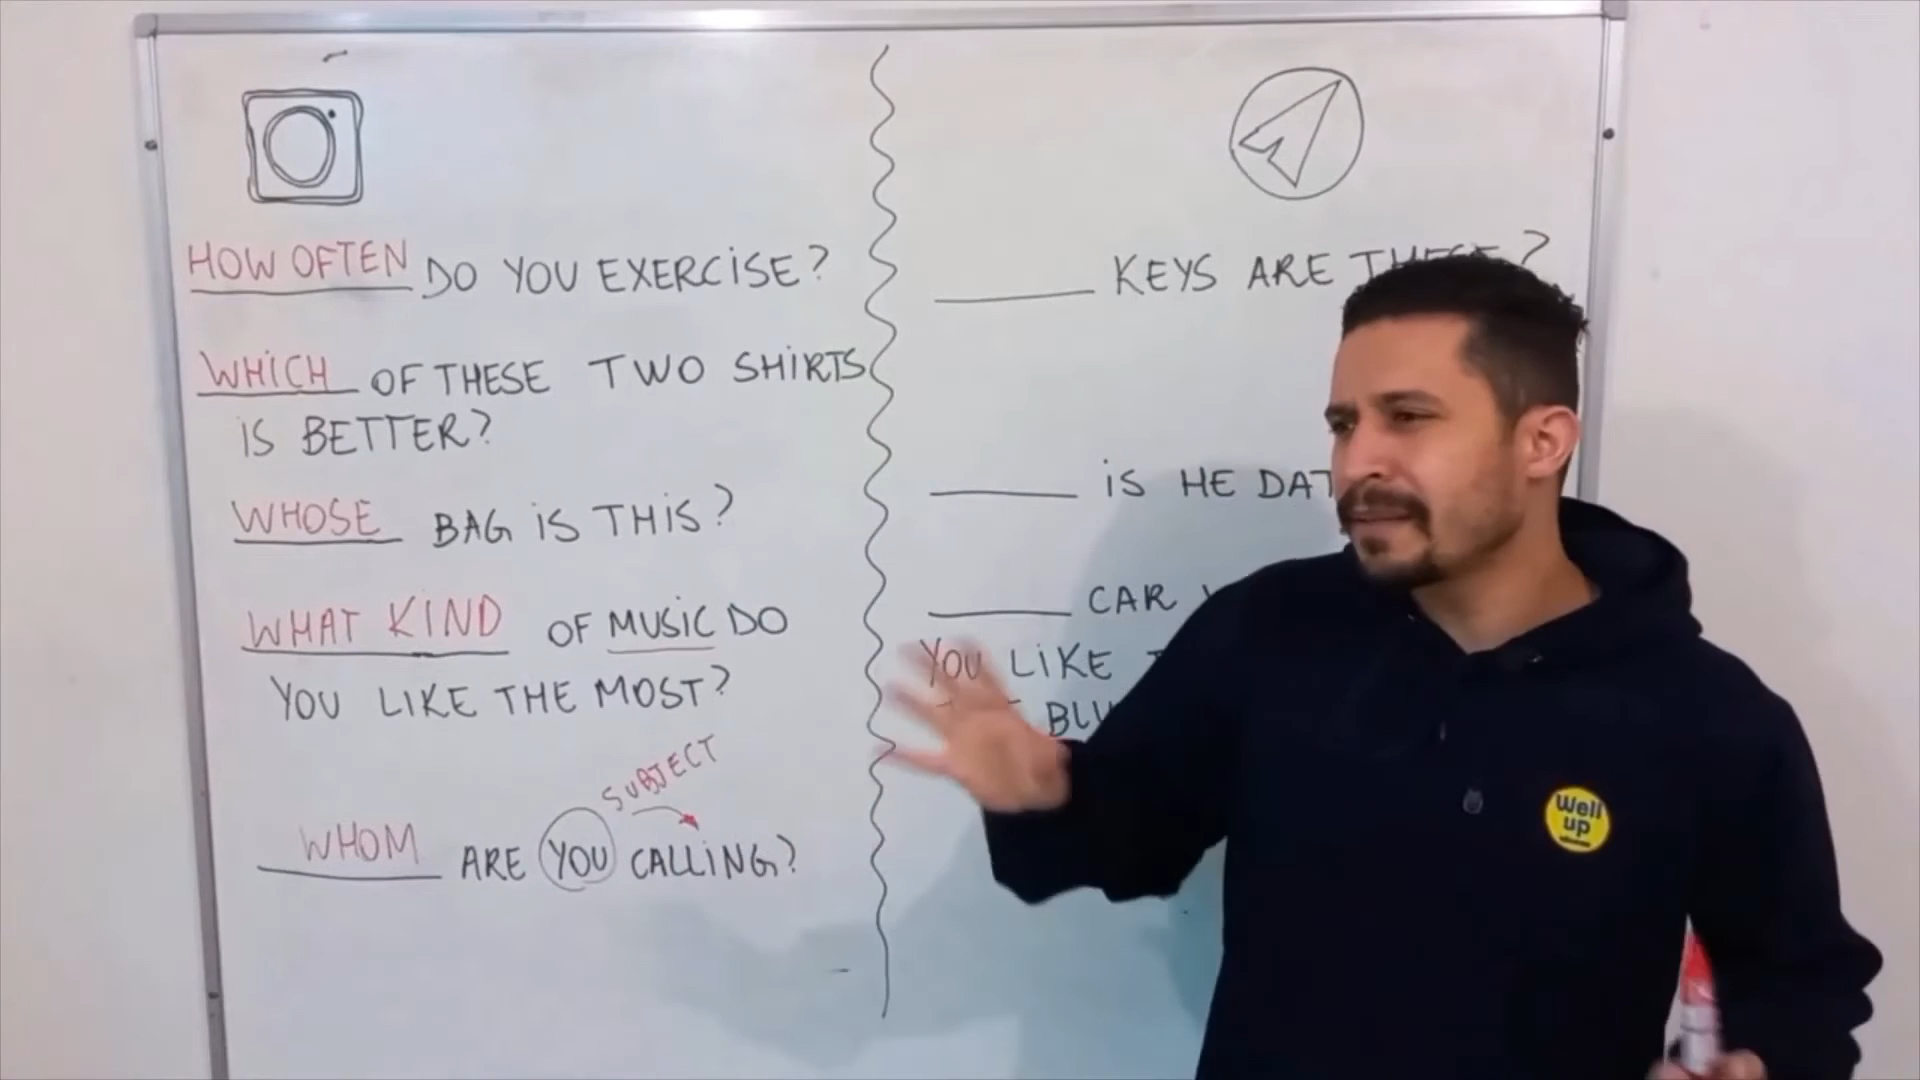 HOW OFTEN DO YOU EXERCISE?
WHICH OF THESE TWO SHIRTS
IS BETTER?
WHOSE BAG IS THIS?
WHAT KIND OF MUSIC DO
YOU LIKE THE MOST?
SUBJECT
WHOM ARE YOU CALLING?
KEYS ARE THESE?
IS HE
CAR
YOU LIKE
Well
up